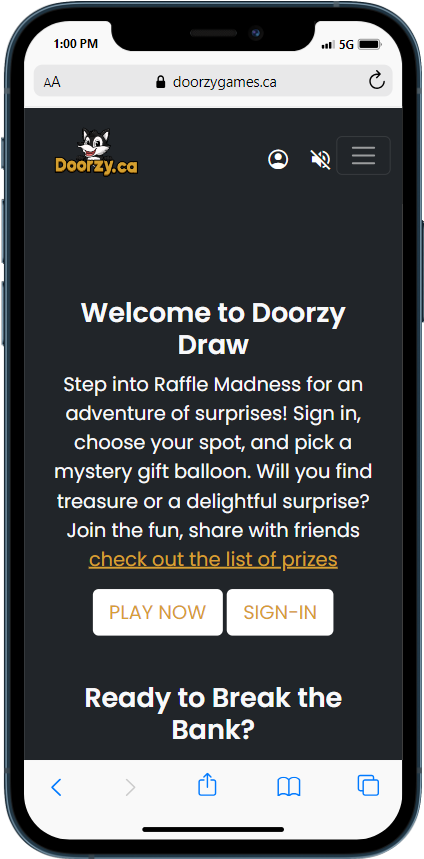 1:00 PM 5G
AA doorzygames.ca
Doorzy.ca
Welcome to Doorzy
Draw
Step into Raffle Madness for an
adventure of surprises! Sign in,
choose your spot, and pick a
mystery gift balloon. Will you find
treasure or a delightful surprise?
Join the fun, share with friends
check out the list of prizes
PLAY NOW SIGN-IN
Ready to Break the
Bank?